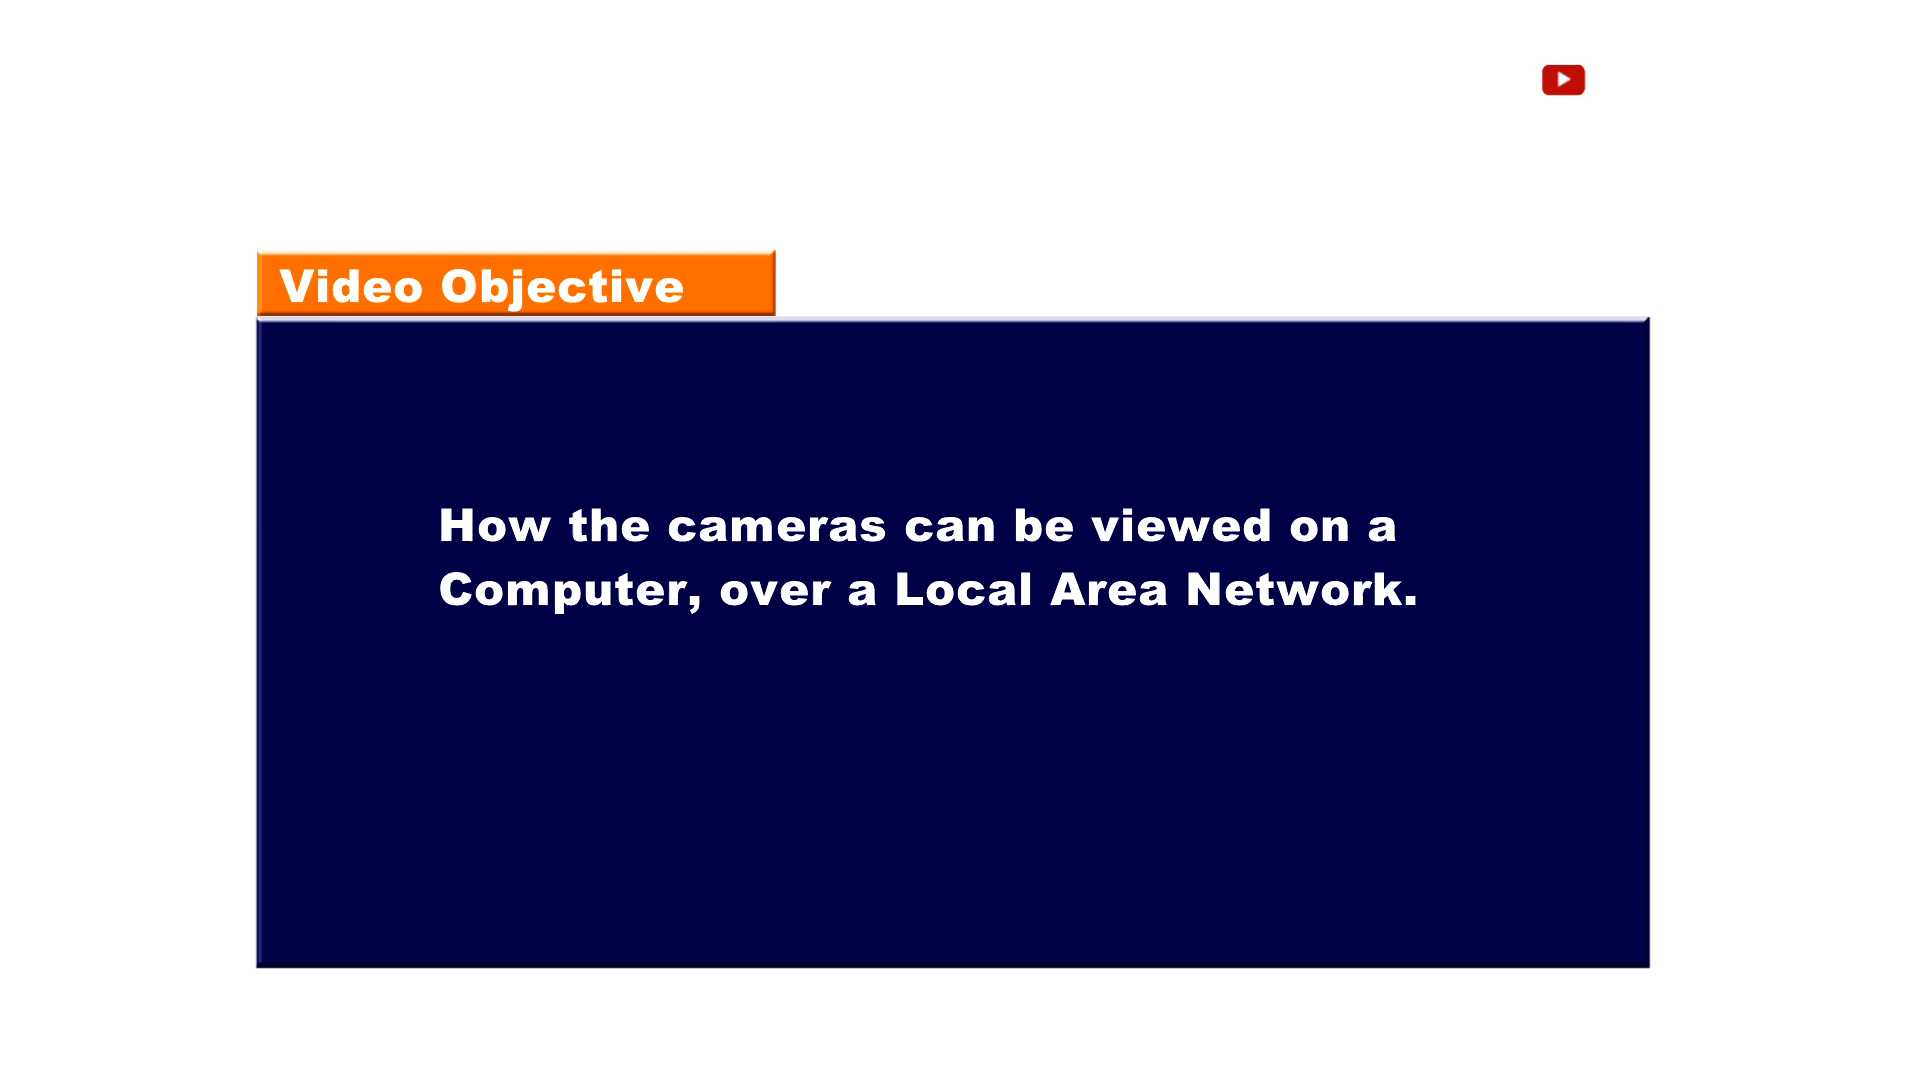 Video Objective
How the cameras can be viewed on a
Computer, over a Local Area Network.